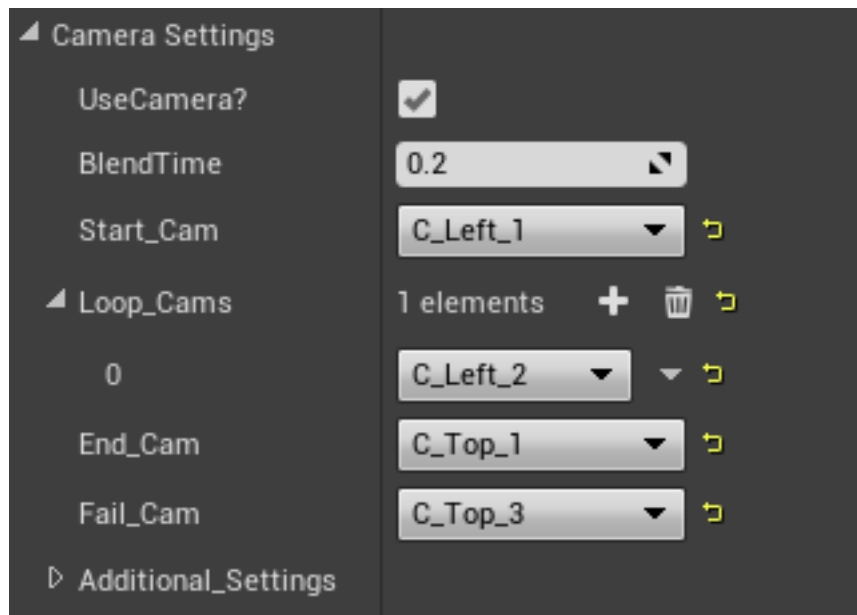 Camera Settings
UseCamera?
BlendTime 0.2
Start_Cam C_Left_1
Loop_Cams 1 elements
0 C_Left_2
End_Cam C_Top_1
Fail_Cam C_Top_3
Additional_Settings